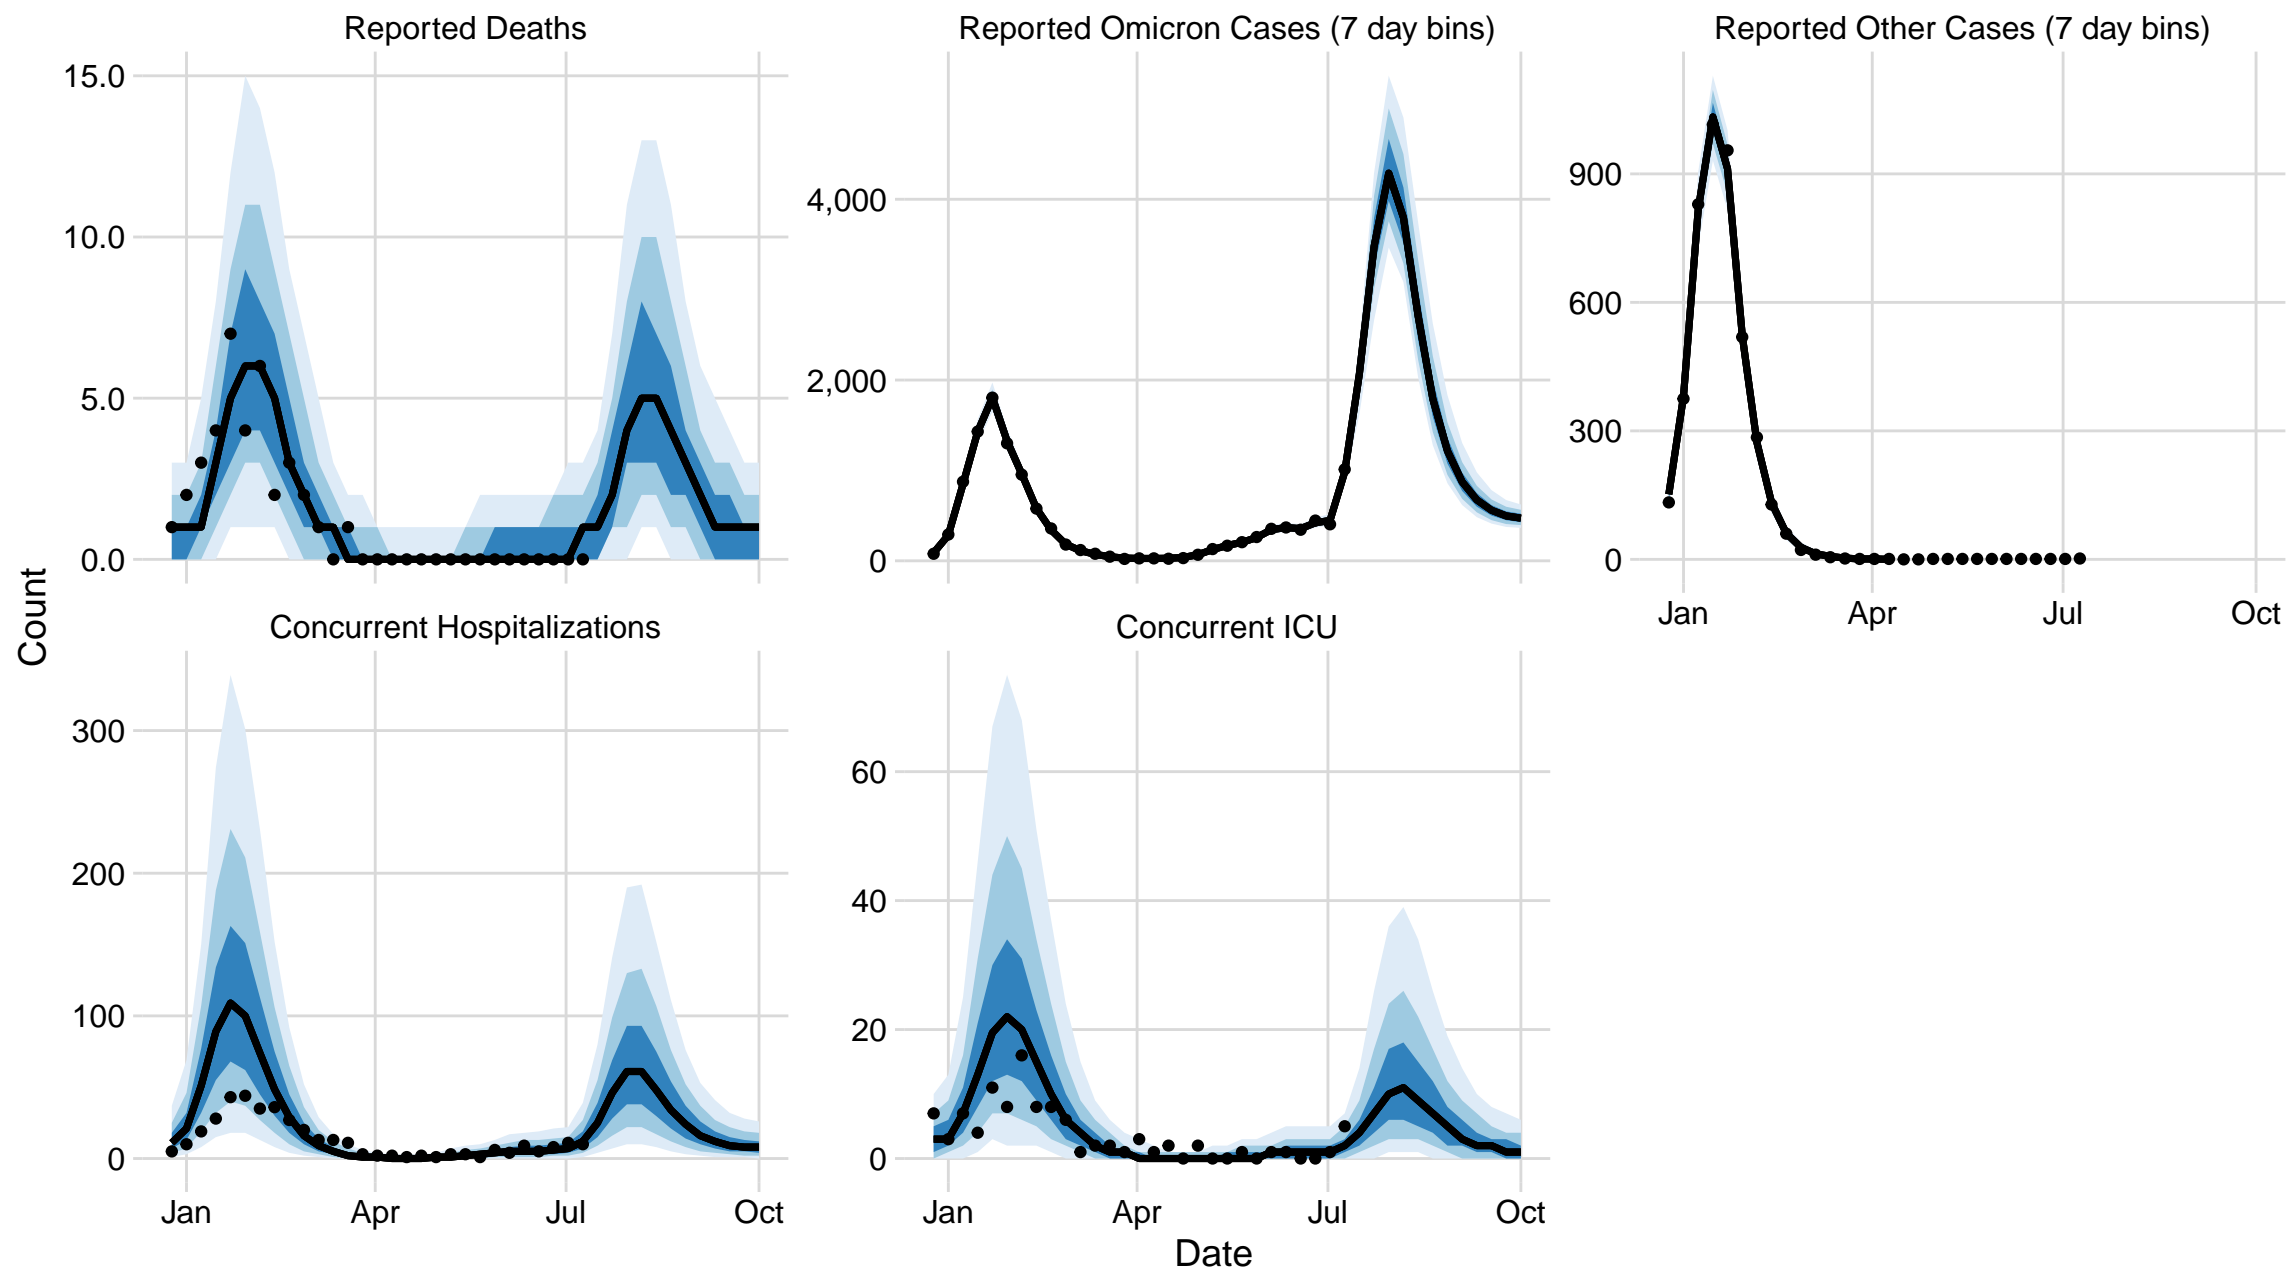 Reported Deaths
Reported Omicron Cases (7 day bins)
Reported Other Cases (7 day bins)
15.0
10.0
5.0
0.0
4,000
2,000
0
900
600
300
0
Jan Apr Jul Oct
Count
Concurrent Hospitalizations
Concurrent ICU
300
200
100
0
60
40
20
0
Jan Apr Jul Oct
Jan Apr Jul Oct
Date